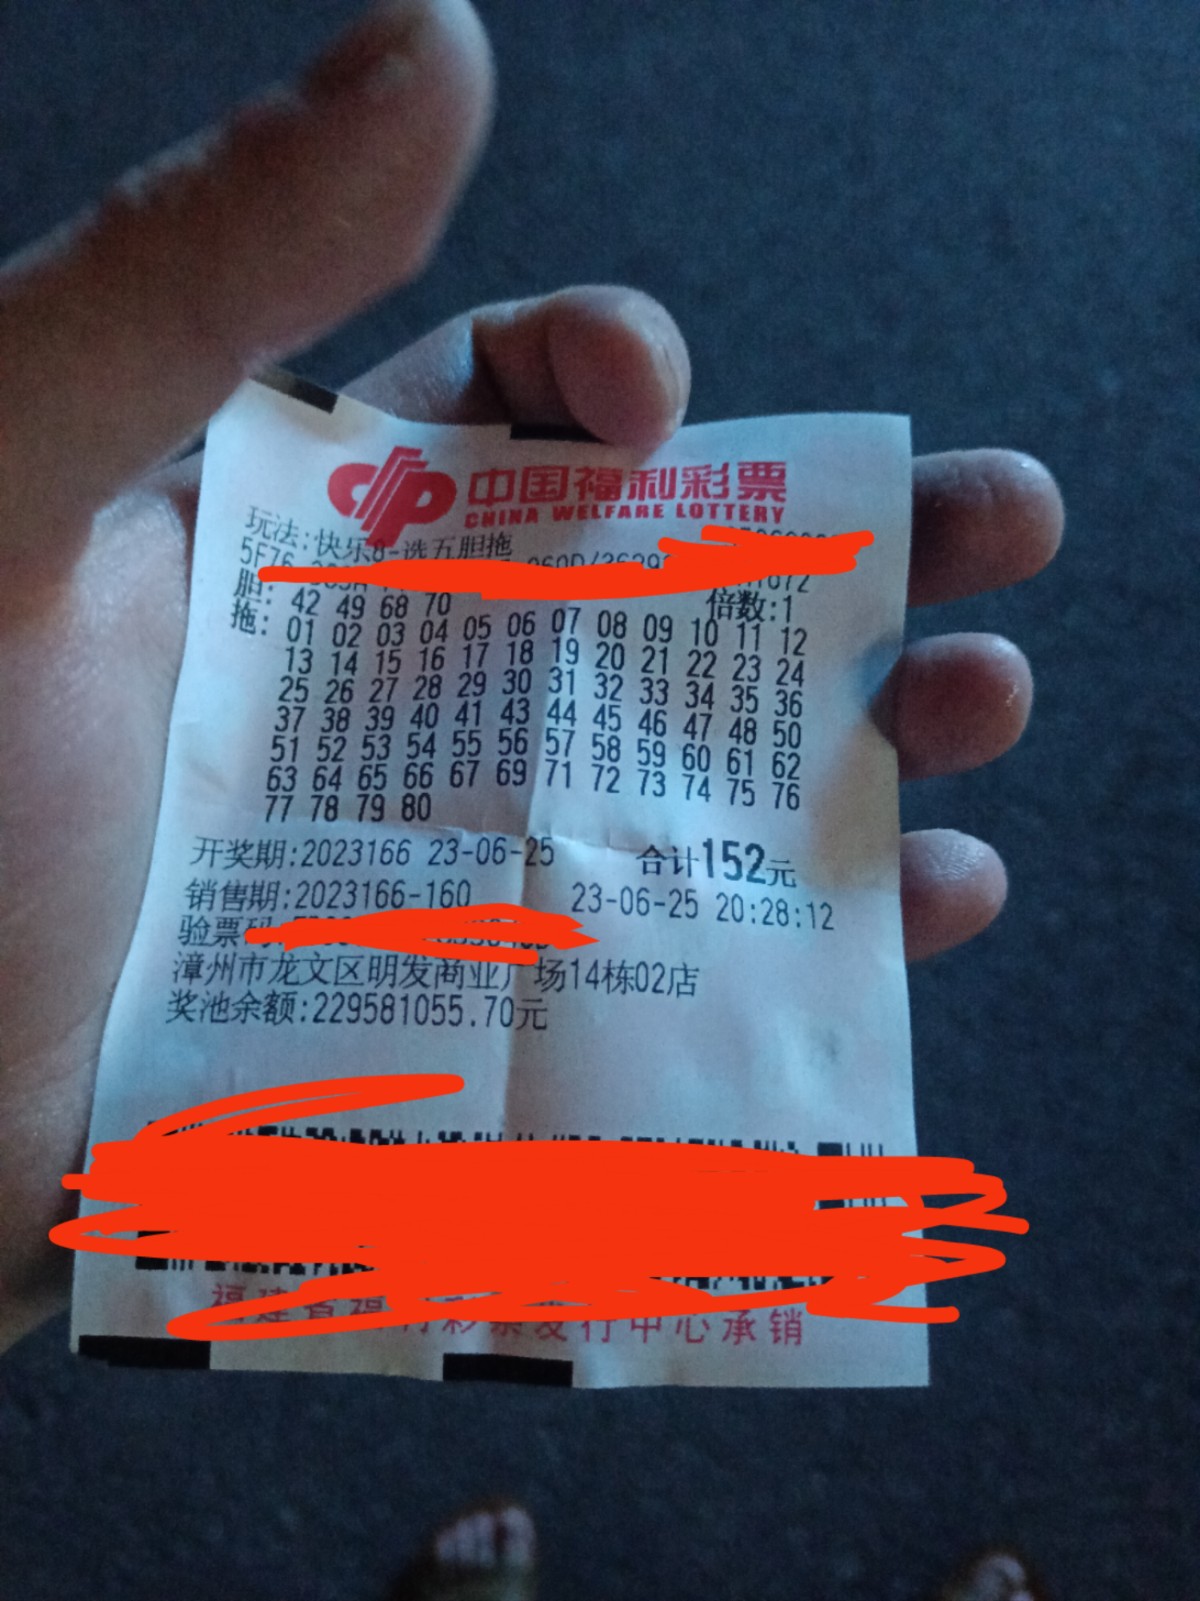 中国福利彩票
CHINA WELFARE LOTTERY
玩法:快乐8-选五胆拖
5F76
胆: 42 49 68 70 倍数:1
拖: 01 02 03 04 05 06 07 08 09 10 11 12
13 14 15 16 17 18 19 20 21 22 23 24
25 26 27 28 29 30 31 32 33 34 35 36
37 38 39 40 41 43 44 45 46 47 48 50
51 52 53 54 55 56 57 58 59 60 61 62
63 64 65 66 67 69 71 72 73 74 75 76
77 78 79 80
开奖期:2023166 23-06-25 合计152元
销售期:2023166-160 23-06-25 20:28:12
验票码
漳州市龙文区明发商业广场14栋02店
奖池余额:229581055.70元
福建省福利彩票发行中心承销